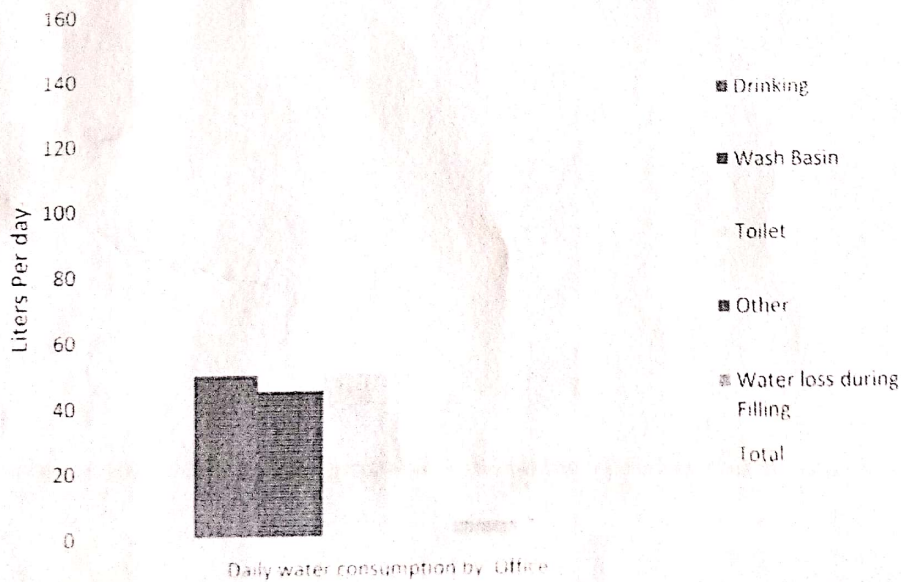 160
140
120
100
80
60
40
20
0
Liters Per day
Drinking
Wash Basin
Toilet
Other
Water loss during
Filling
Total
Daily water consumption by Office